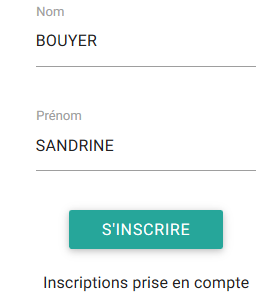 Nom
BOUYER
Prénom
SANDRINE
S'INSCRIRE
Inscriptions prise en compte